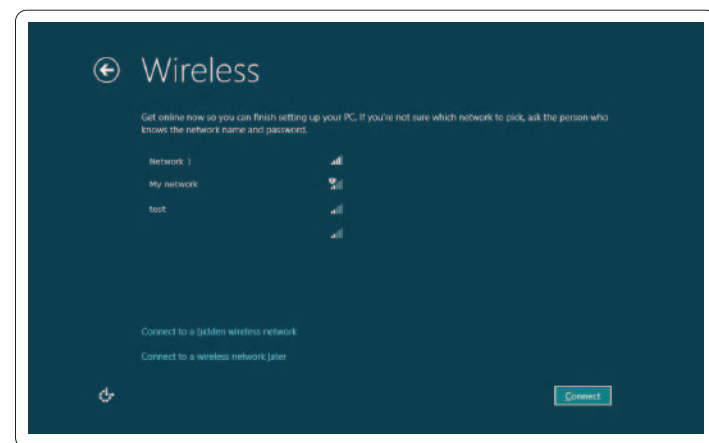 Wireless
Get online now so you can finish setting up your PC. If you're not sure which network to pick, ask the person who
knows the network name and password.
Network 1
My network
test
Connect to a hidden wireless network
Connect to a wireless network later
Connect